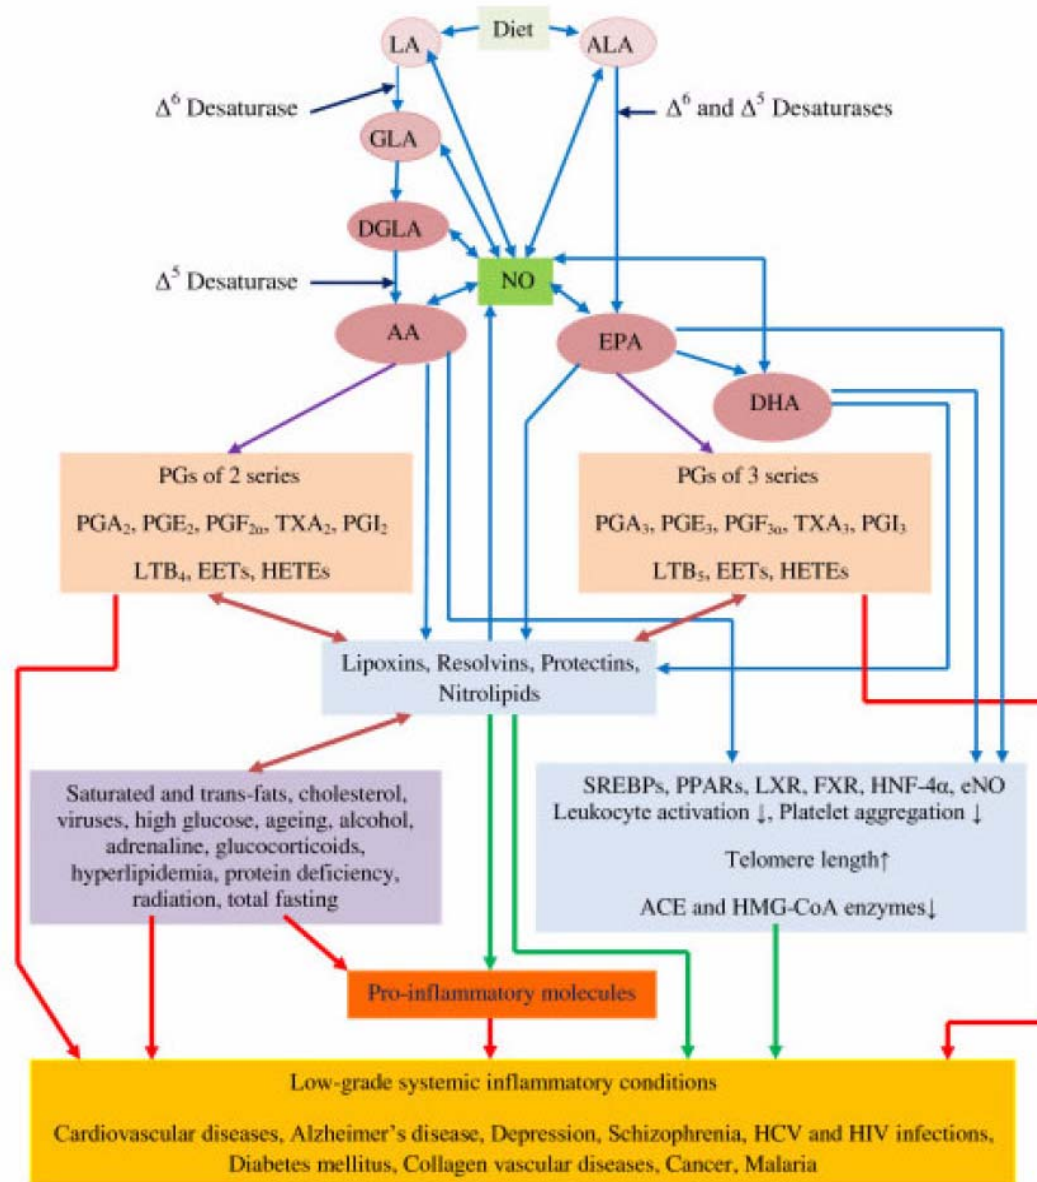 Diet
LA
ALA
Δ⁶ Desaturase
Δ⁶ and Δ⁵ Desaturases
GLA
DGLA
NO
Δ⁵ Desaturase
AA
EPA
DHA
PGs of 2 series
PGA₂, PGE₂, PGF₂α, TXA₂, PGI₂
LTB₄, EETs, HETEs
PGs of 3 series
PGA₃, PGE₃, PGF₃α, TXA₃, PGI₃
LTB₅, EETs, HETEs
Lipoxins, Resolvins, Protectins,
Nitrolipids
Saturated and trans-fats, cholesterol,
viruses, high glucose, ageing, alcohol,
adrenaline, glucocorticoids,
hyperlipidemia, protein deficiency,
radiation, total fasting
SREBPs, PPARs, LXR, FXR, HNF-4α, eNO
Leukocyte activation ↓, Platelet aggregation ↓
Telomere length↑
ACE and HMG-CoA enzymes↓
Pro-inflammatory molecules
Low-grade systemic inflammatory conditions
Cardiovascular diseases, Alzheimer's disease, Depression, Schizophrenia, HCV and HIV infections,
Diabetes mellitus, Collagen vascular diseases, Cancer, Malaria